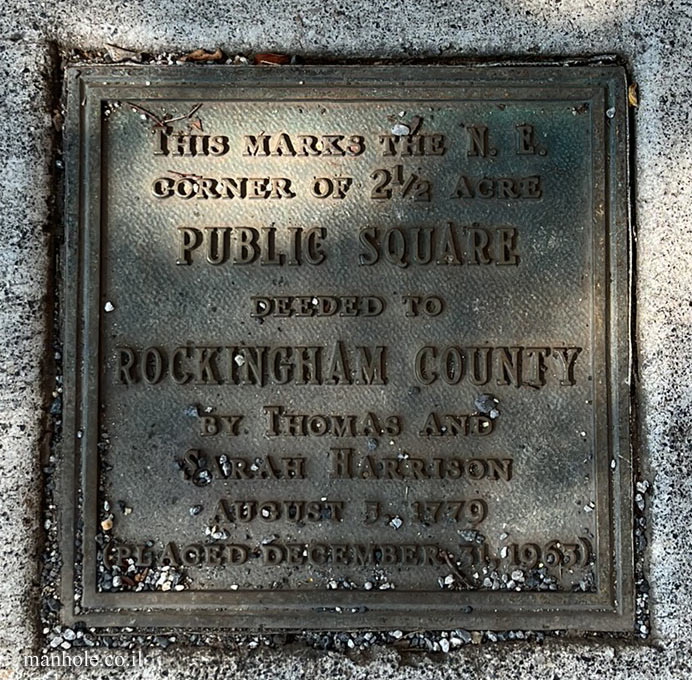 THIS MARKS THE N. E.
CORNER OF 2½ ACRE
PUBLIC SQUARE
DEEDED TO
ROCKINGHAM COUNTY
BY THOMAS AND
SARAH HARRISON
AUGUST 5, 1779
(PLACED DECEMBER 31, 1963)
manhole.co.il